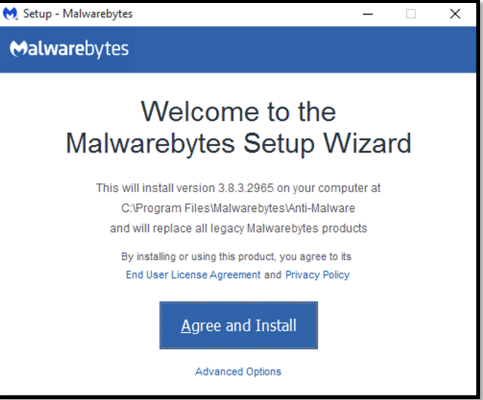 Setup - Malwarebytes
Malwarebytes
Welcome to the
Malwarebytes Setup Wizard
This will install version 3.8.3.2965 on your computer at
C:\Program Files\Malwarebytes\Anti-Malware
and will replace all legacy Malwarebytes products
By installing or using this product, you agree to its
End User License Agreement and Privacy Policy
Agree and Install
Advanced Options